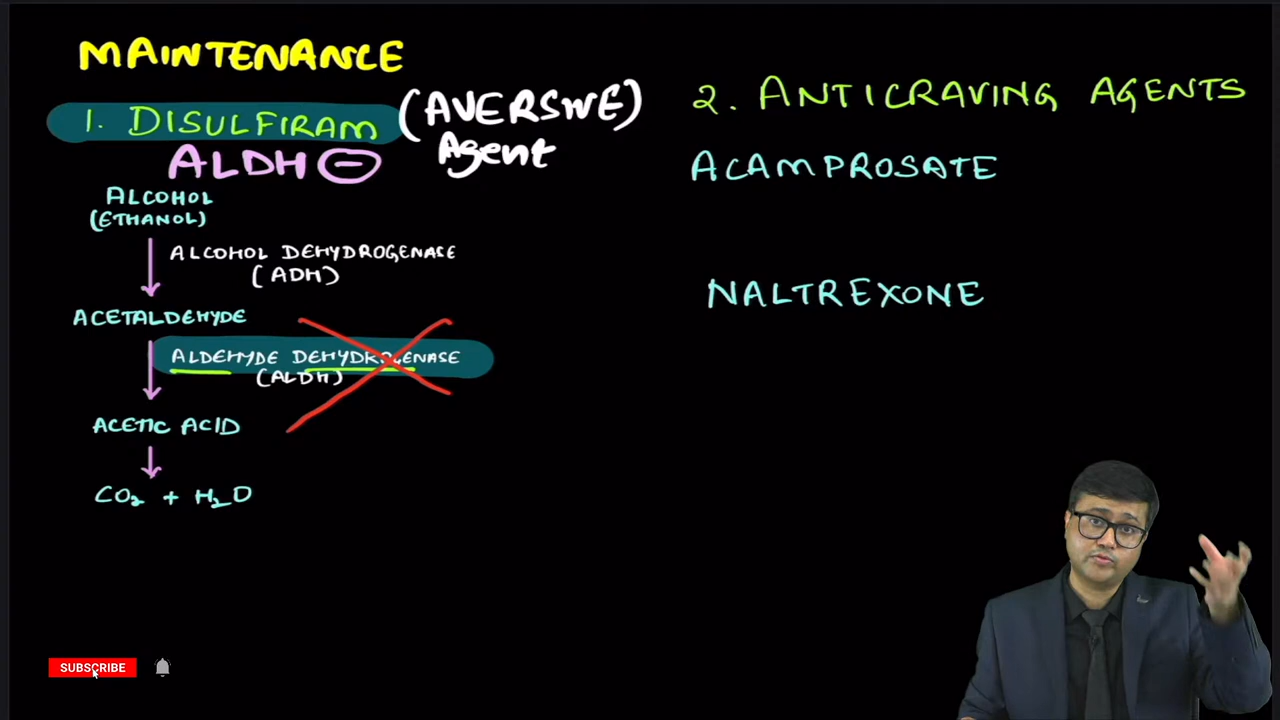 MAINTENANCE
1. DISULFIRAM (AVERSIVE)
Agent
ALDH ⊖
ALCOHOL
(ETHANOL)
ALCOHOL DEHYDROGENASE
(ADH)
ACETALDEHYDE
ALDEHYDE DEHYDROGENASE
(ALDH)
ACETIC ACID
CO₂ + H₂O
2. ANTICRAVING AGENTS
ACAMPROSATE
NALTREXONE
SUBSCRIBE